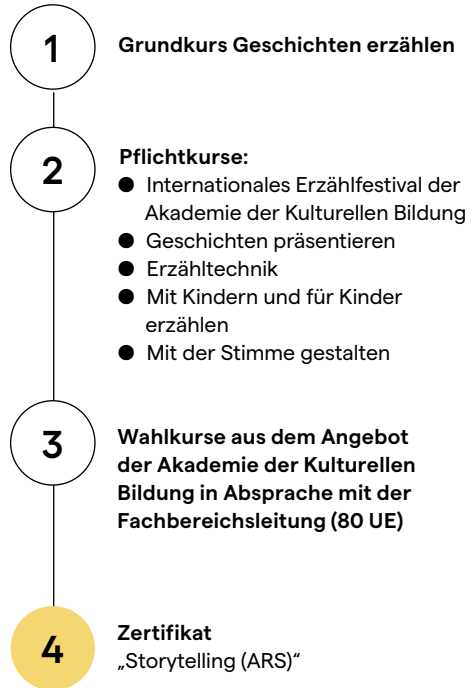 1
Grundkurs Geschichten erzählen
2
Pflichtkurse:
● Internationales Erzählfestival der
Akademie der Kulturellen Bildung
● Geschichten präsentieren
● Erzähltechnik
● Mit Kindern und für Kinder
erzählen
● Mit der Stimme gestalten
3
Wahlkurse aus dem Angebot
der Akademie der Kulturellen
Bildung in Absprache mit der
Fachbereichsleitung (80 UE)
4
Zertifikat
„Storytelling (ARS)“